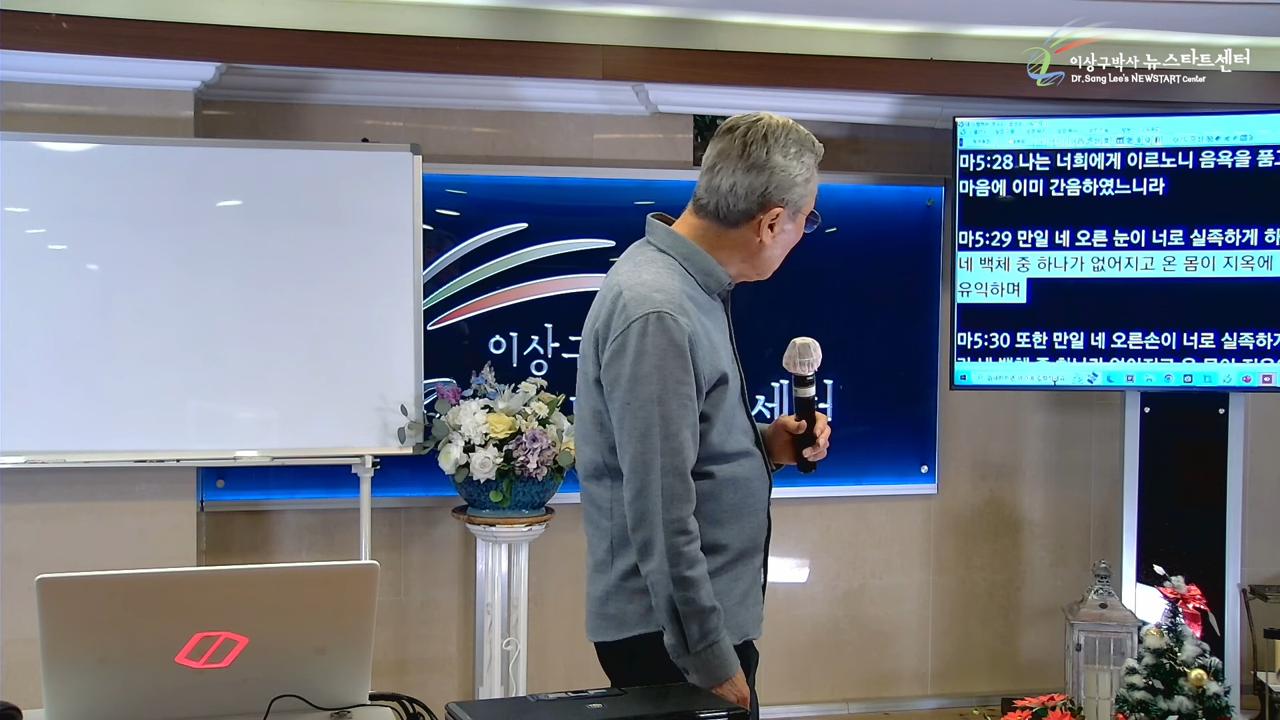 이상구박사 뉴스타트센터
Dr. Sang Lee's NEWSTART Center
마5:28 나는 너희에게 이르노니 음욕을 품고
마음에 이미 간음하였느니라
마5:29 만일 네 오른 눈이 너로 실족하게 하
네 백체 중 하나가 없어지고 온 몸이 지옥에
유익하며
마5:30 또한 만일 네 오른손이 너로 실족하게
이상구
센터